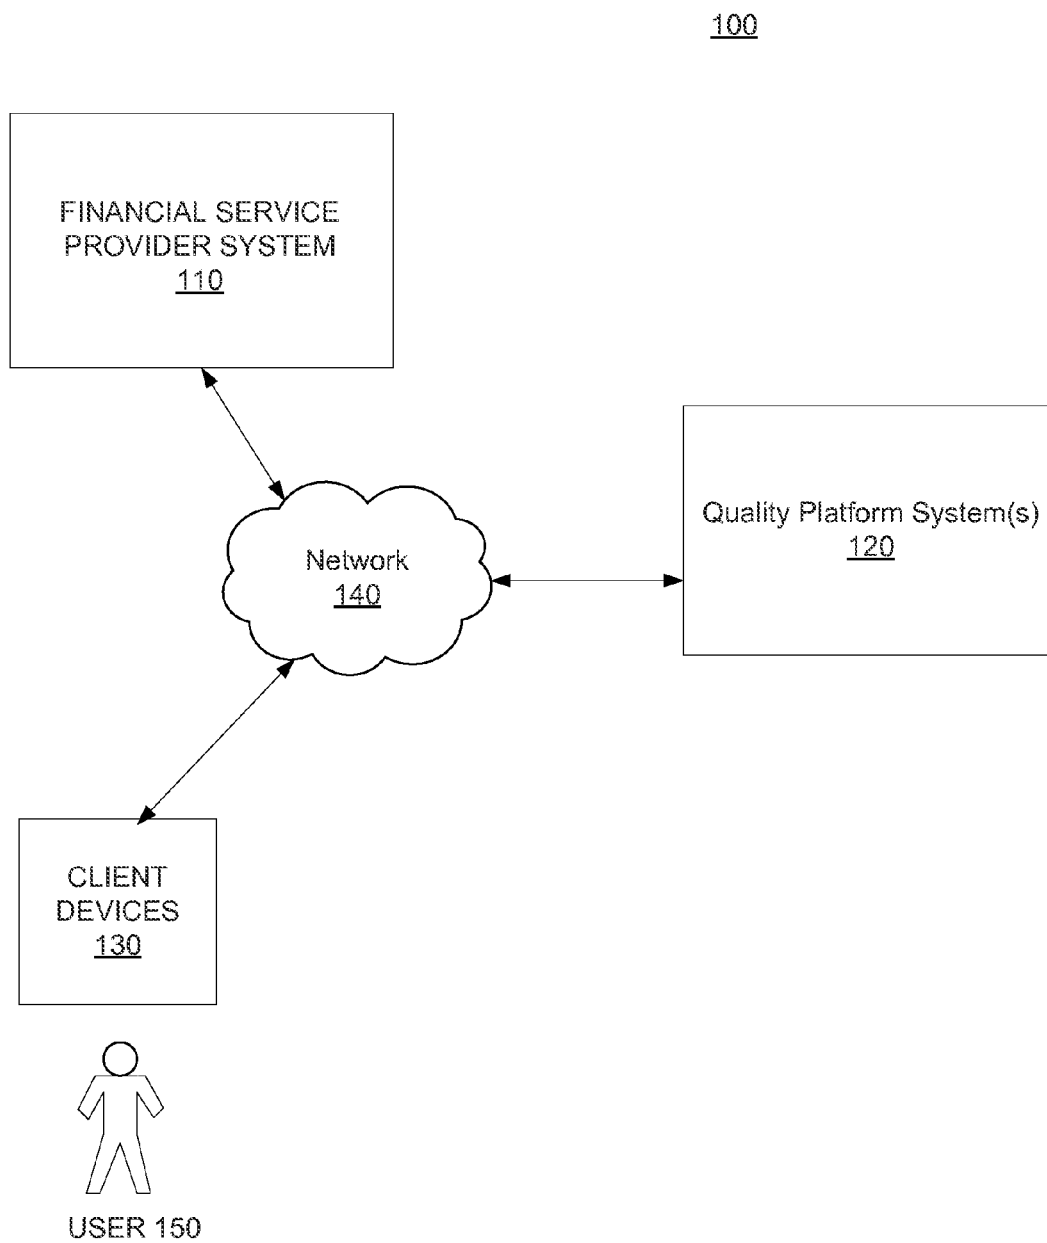 100
FINANCIAL SERVICE
PROVIDER SYSTEM
110
Quality Platform System(s)
120
Network
140
CLIENT
DEVICES
130
USER 150